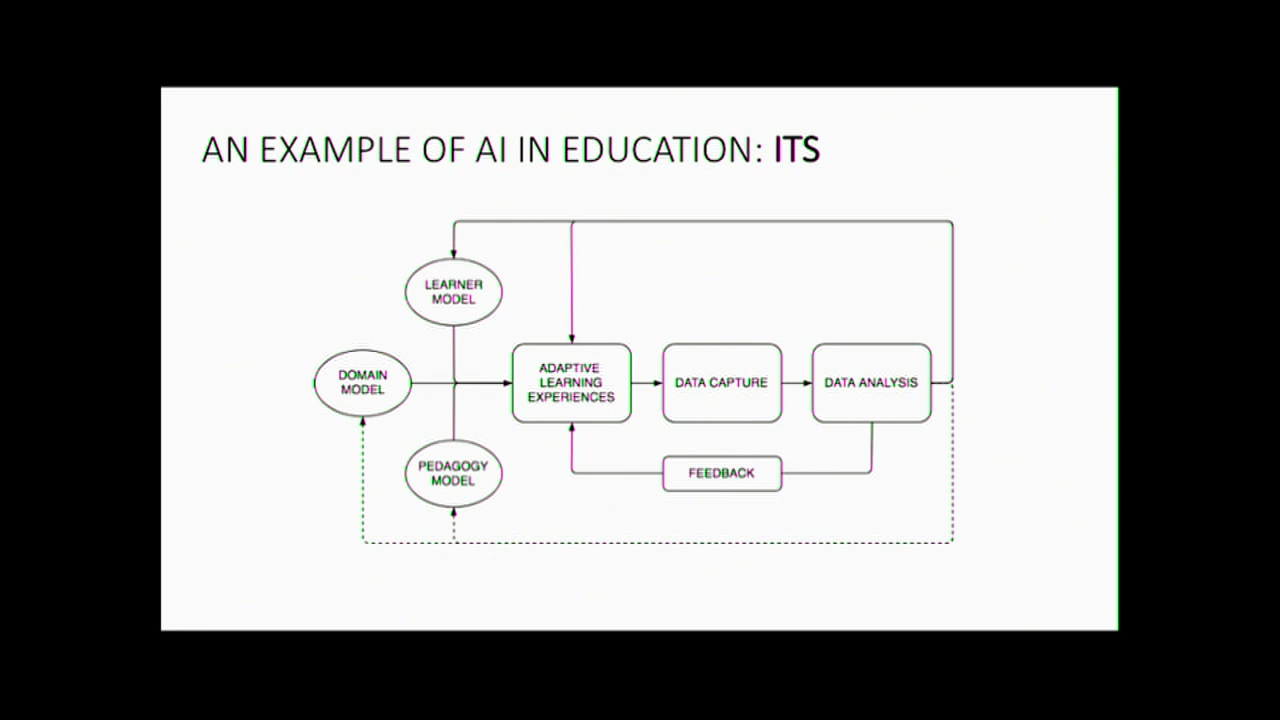 AN EXAMPLE OF AI IN EDUCATION: ITS
LEARNER
MODEL
DOMAIN
MODEL
ADAPTIVE
LEARNING
EXPERIENCES
DATA CAPTURE
DATA ANALYSIS
PEDAGOGY
MODEL
FEEDBACK